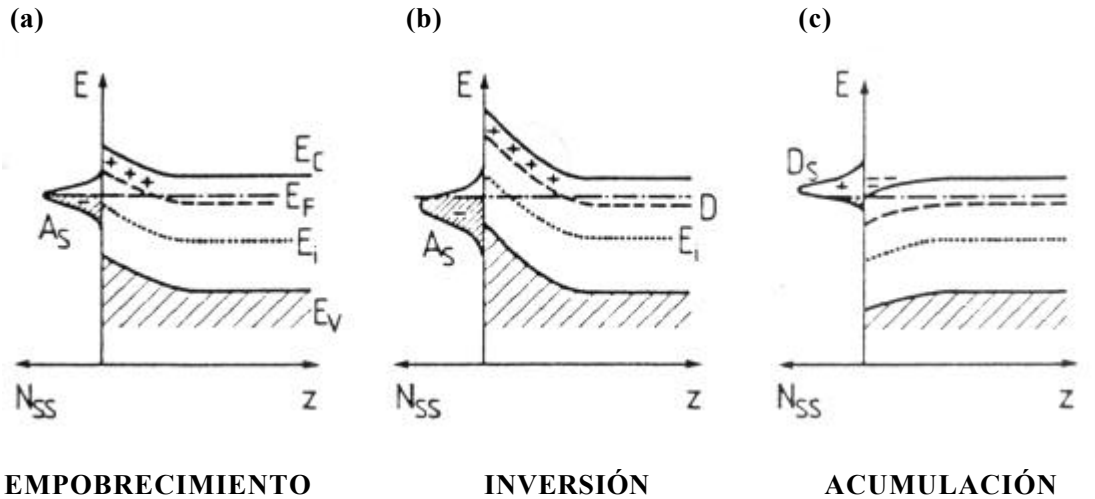 (a) (b) (c)
E E E
E_C D_S
E_F D
A_S E_i A_S E_i
E_V
N_SS z N_SS z N_SS z
EMPOBRECIMIENTO INVERSIÓN ACUMULACIÓN